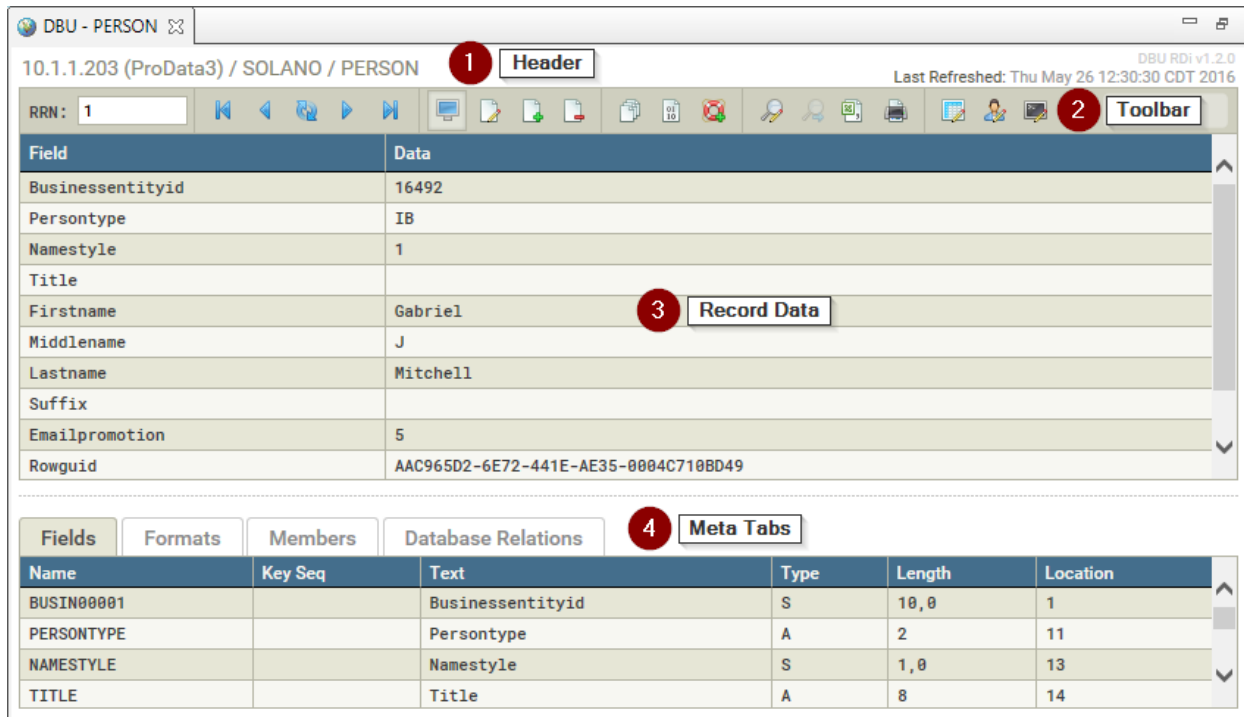 DBU - PERSON
10.1.1.203 (ProData3) / SOLANO / PERSON
1 Header
DBU RDi v1.2.0
Last Refreshed: Thu May 26 12:30:30 CDT 2016
RRN: 1
2 Toolbar
Field Data
Businessentityid 16492
Persontype IB
Namestyle 1
Title
Firstname Gabriel
3 Record Data
Middlename J
Lastname Mitchell
Suffix
Emailpromotion 5
Rowguid AAC965D2-6E72-441E-AE35-0004C710BD49
Fields Formats Members Database Relations
4 Meta Tabs
Name Key Seq Text Type Length Location
BUSIN00001 Businessentityid S 10,0 1
PERSONTYPE Persontype A 2 11
NAMESTYLE Namestyle S 1,0 13
TITLE Title A 8 14